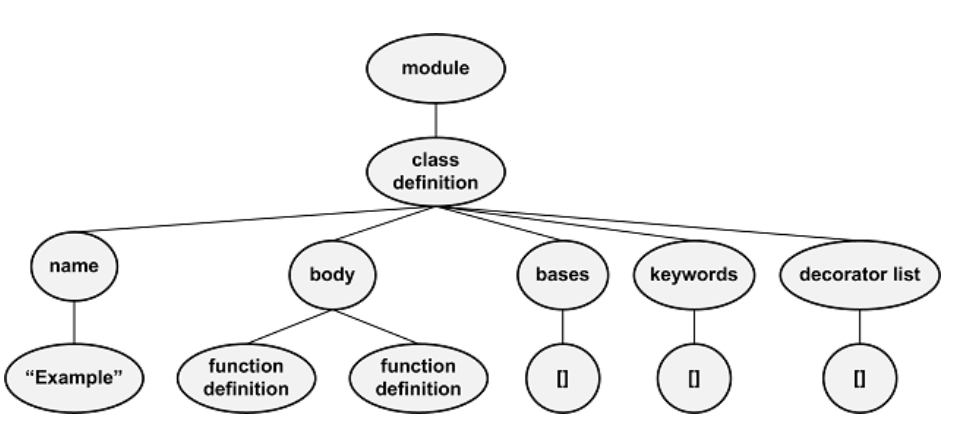 module
class
definition
name
body
bases
keywords
decorator list
“Example”
function
definition
function
definition
[]
[]
[]